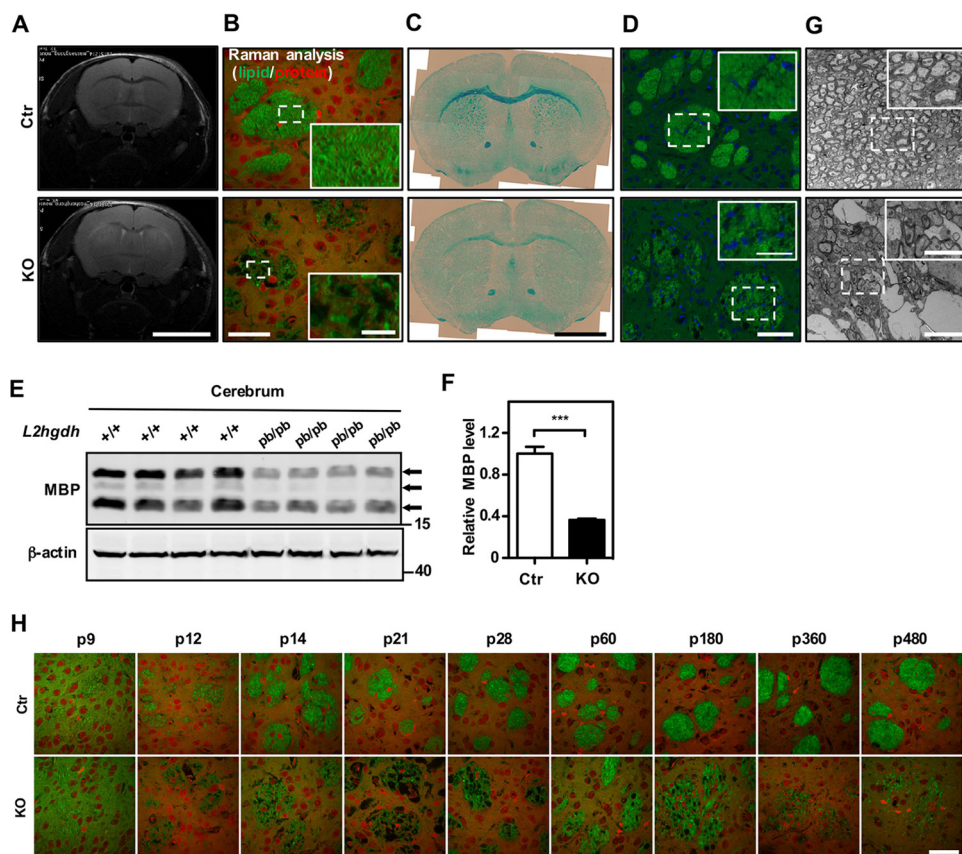 A
B
C
D
G
Raman analysis
(lipid/protein)
Ctr
KO
E
Cerebrum
L2hgdh
+/+ +/+ +/+ +/+ pb/pb pb/pb pb/pb pb/pb
MBP
15
β-actin
40
F
***
Relative MBP level
1.2
0.8
0.4
0
Ctr KO
H
p9 p12 p14 p21 p28 p60 p180 p360 p480
Ctr
KO